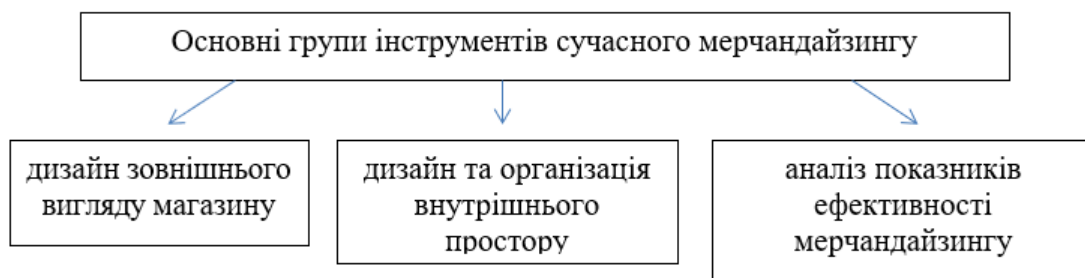 Основні групи інструментів сучасного мерчандайзингу
дизайн зовнішнього
вигляду магазину
дизайн та організація
внутрішнього
простору
аналіз показників
ефективності
мерчандайзингу